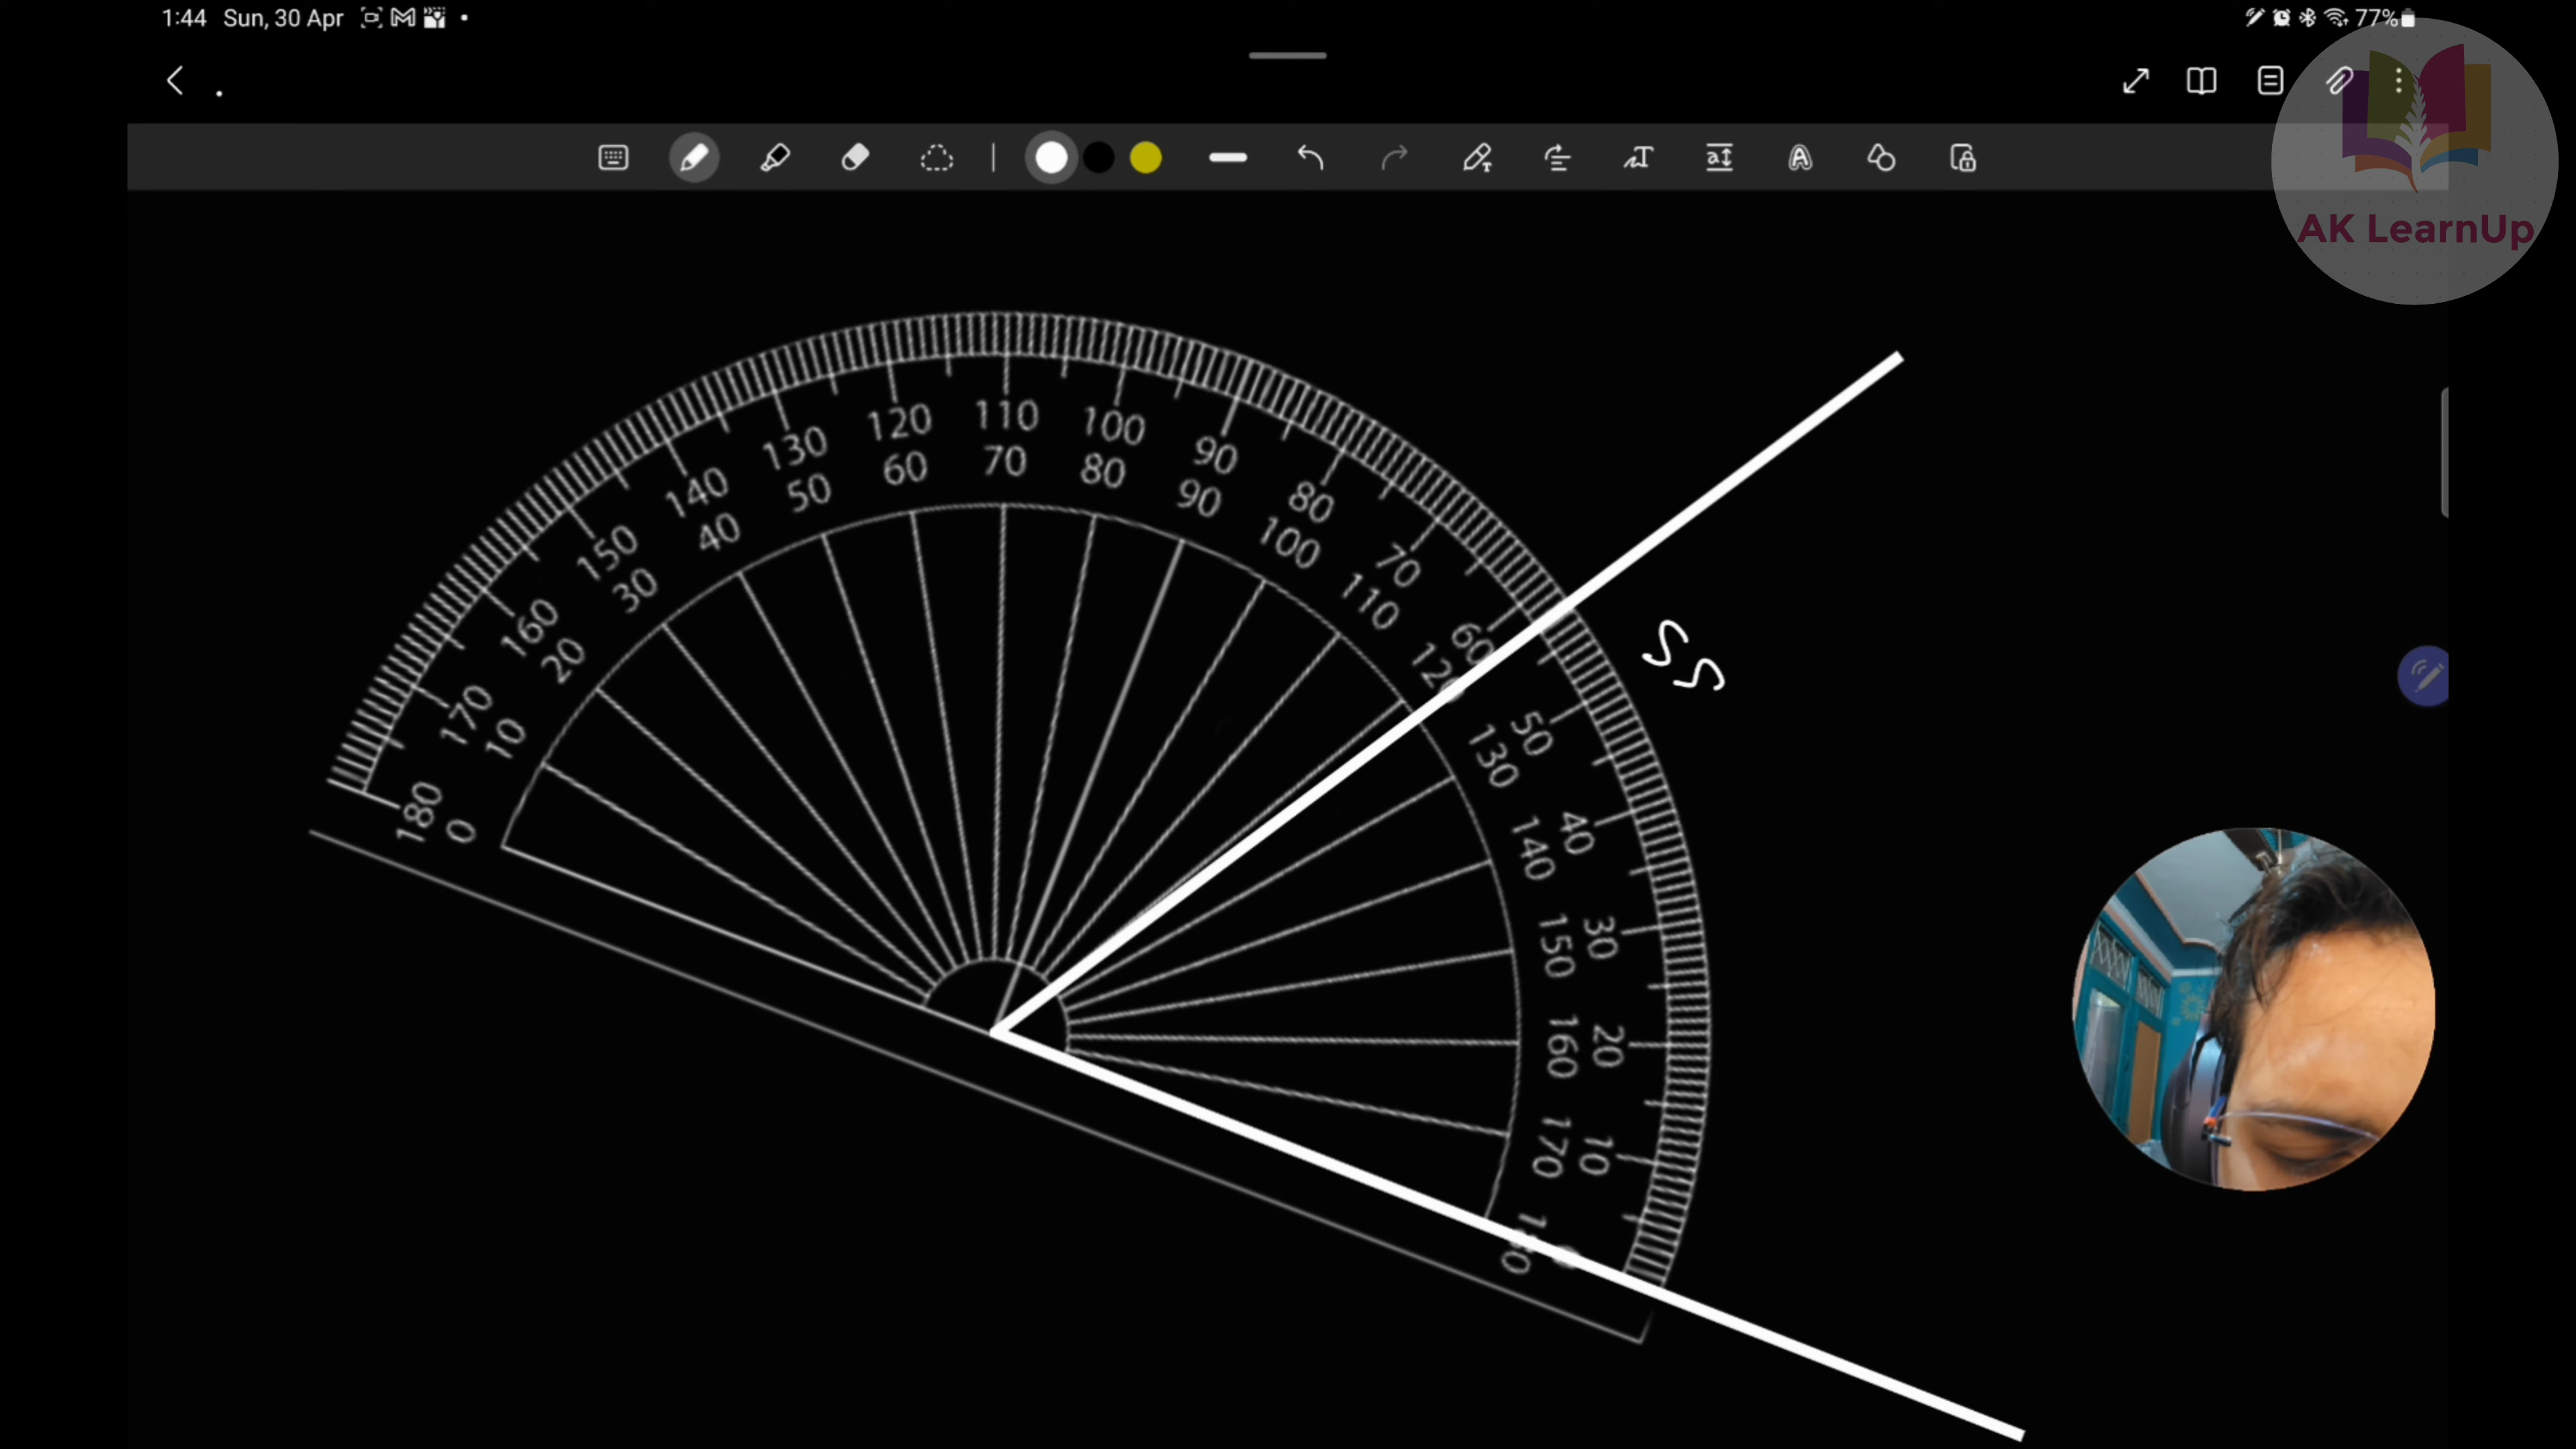 1:44 Sun, 30 Apr
77%
.
AK LearnUp
180 170 160 150 140 130 120 110 100 90 80 70 60 50 40 30 20 10 0
0 10 20 30 40 50 60 70 80 90 100 110 120 130 140 150 160 170 180
55